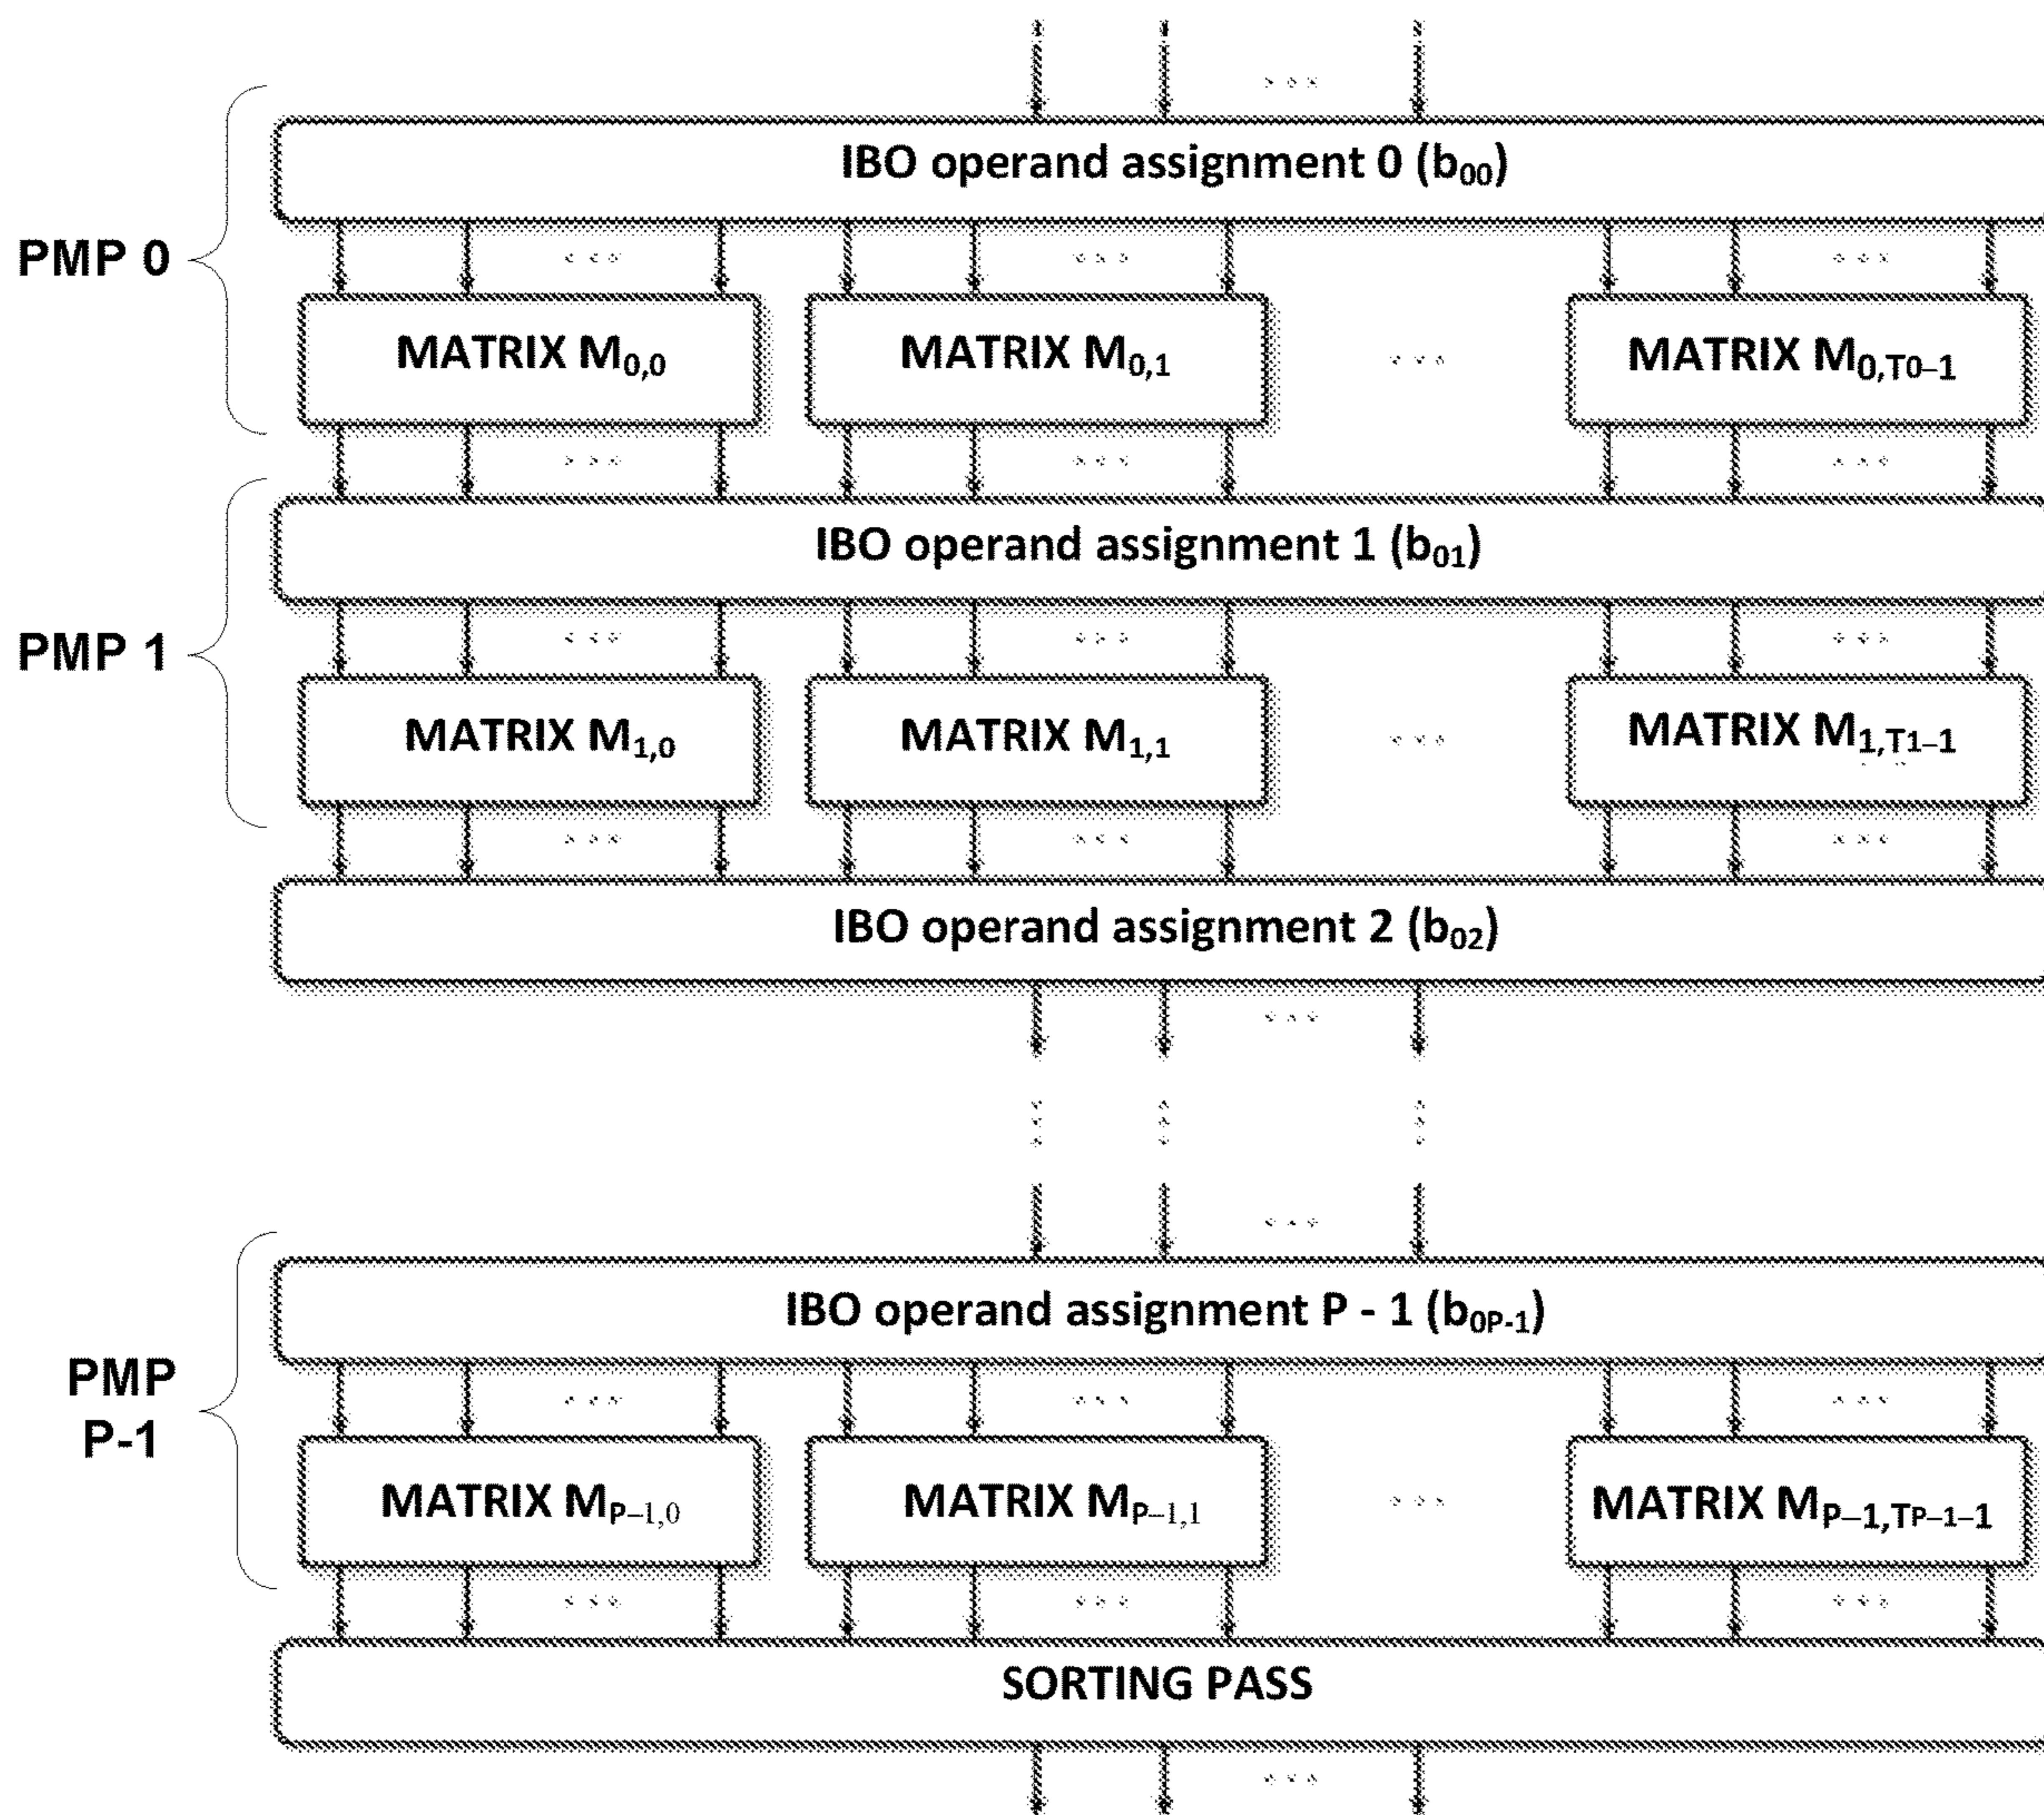 IBO operand assignment 0 (b₀₀)
PMP 0
MATRIX M₀,₀ MATRIX M₀,₁ ... MATRIX M₀,T₀₋₁
IBO operand assignment 1 (b₀₁)
PMP 1
MATRIX M₁,₀ MATRIX M₁,₁ ... MATRIX M₁,T₁₋₁
IBO operand assignment 2 (b₀₂)
IBO operand assignment P - 1 (b₀P-₁)
PMP
P-1
MATRIX MP₋₁,₀ MATRIX MP₋₁,₁ ... MATRIX MP₋₁,TP₋₁₋₁
SORTING PASS